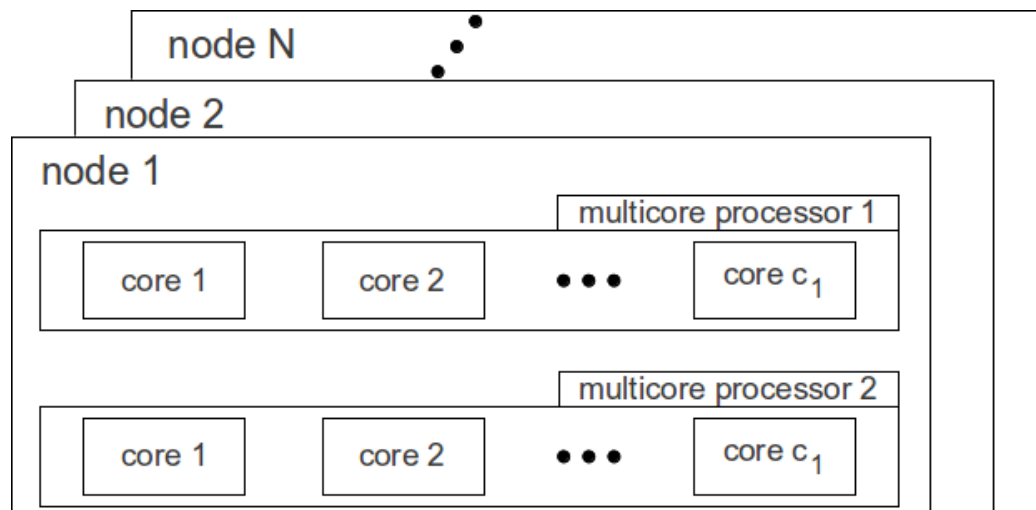 node N
node 2
node 1
multicore processor 1
core 1 core 2 core c₁
multicore processor 2
core 1 core 2 core c₁